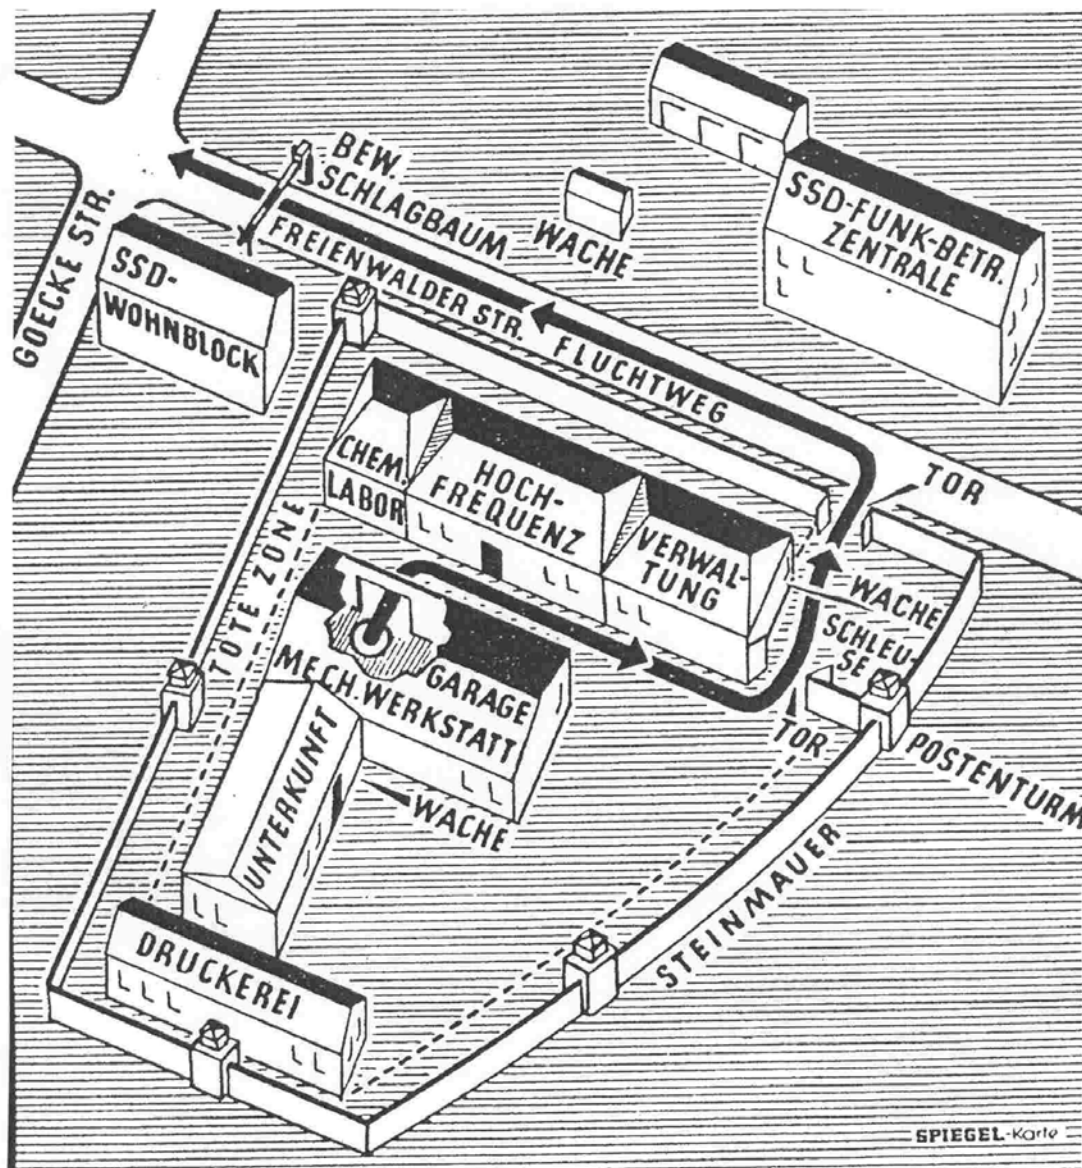 BEW.
SCHLAGBAUM
WACHE
SSD-FUNK-BETR.
ZENTRALE
GOECKE STR.
SSD-
WOHNBLOCK
FREIENWALDER STR.
FLUCHTWEG
TOR
CHEM.
LABOR
HOCH-
FREQUENZ
VERWAL-
TUNG
WACHE
SCHLEU-
SE
TOTE ZONE
GARAGE
MECH. WERKSTATT
TOR
POSTENTURM
UNTERKUNFT
WACHE
STEINMAUER
DRUCKEREI
SPIEGEL-Karte